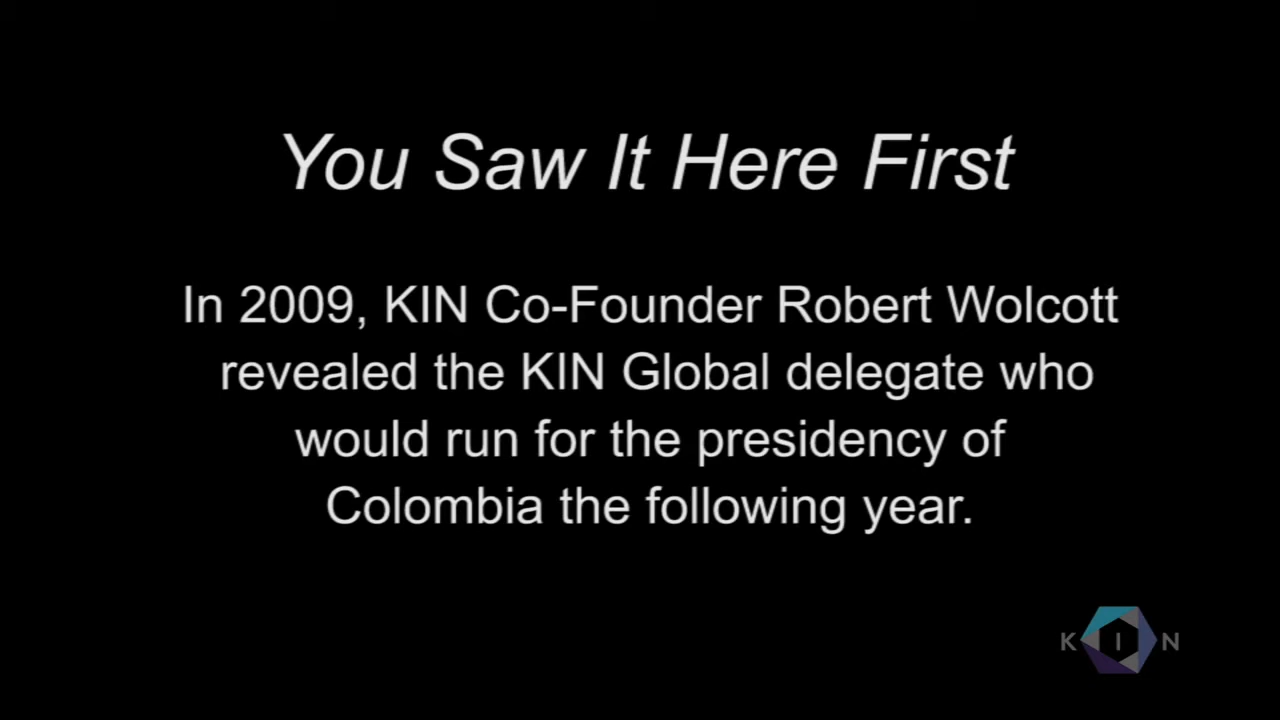 You Saw It Here First
In 2009, KIN Co-Founder Robert Wolcott
revealed the KIN Global delegate who
would run for the presidency of
Colombia the following year.
K I N